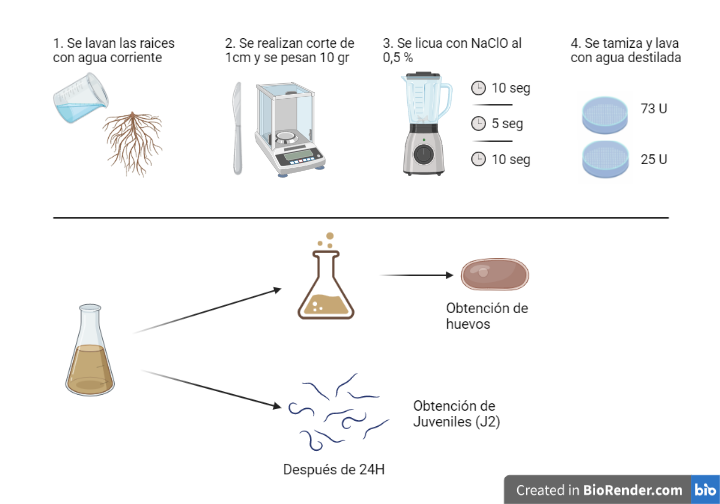 1. Se lavan las raices
con agua corriente
2. Se realizan corte de
1cm y se pesan 10 gr
3. Se licua con NaClO al
0,5 %
10 seg
5 seg
10 seg
4. Se tamiza y lava
con agua destilada
73 U
25 U
Obtención de
huevos
Obtención de
Juveniles (J2)
Después de 24H
Created in BioRender.com bio